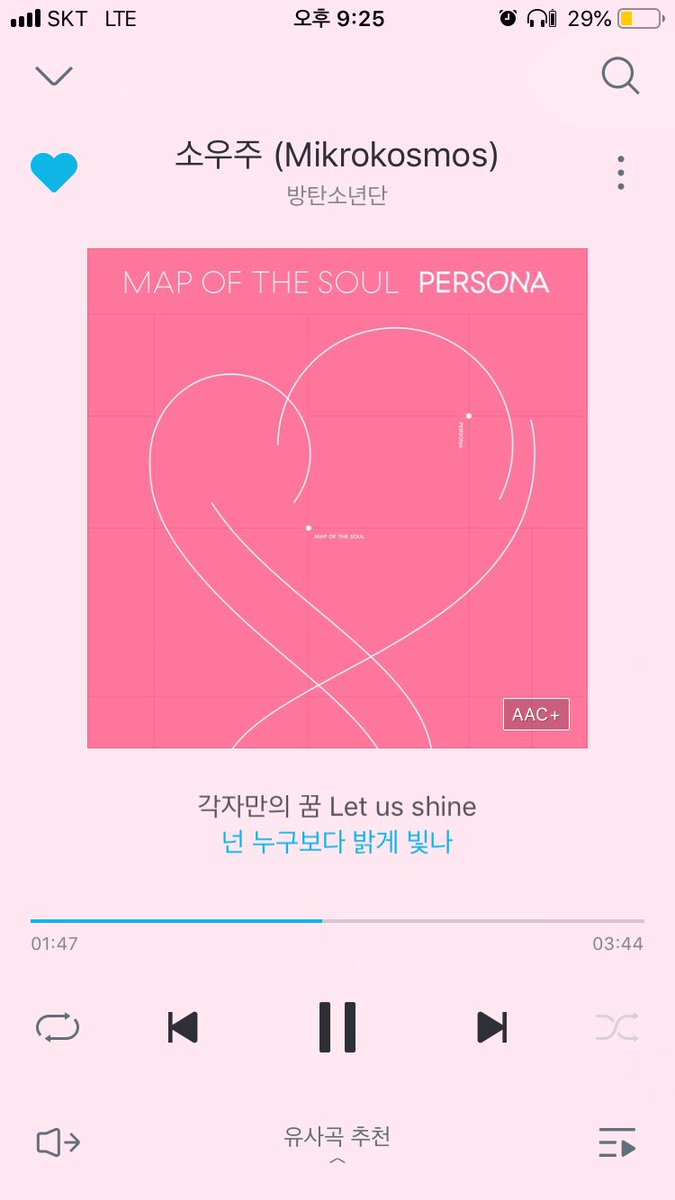 SKT LTE 오후 9:25 29%
소우주 (Mikrokosmos)
방탄소년단
MAP OF THE SOUL PERSONA
PERSONA
MAP OF THE SOUL
AAC+
각자만의 꿈 Let us shine
넌 누구보다 밝게 빛나
01:47 03:44
유사곡 추천